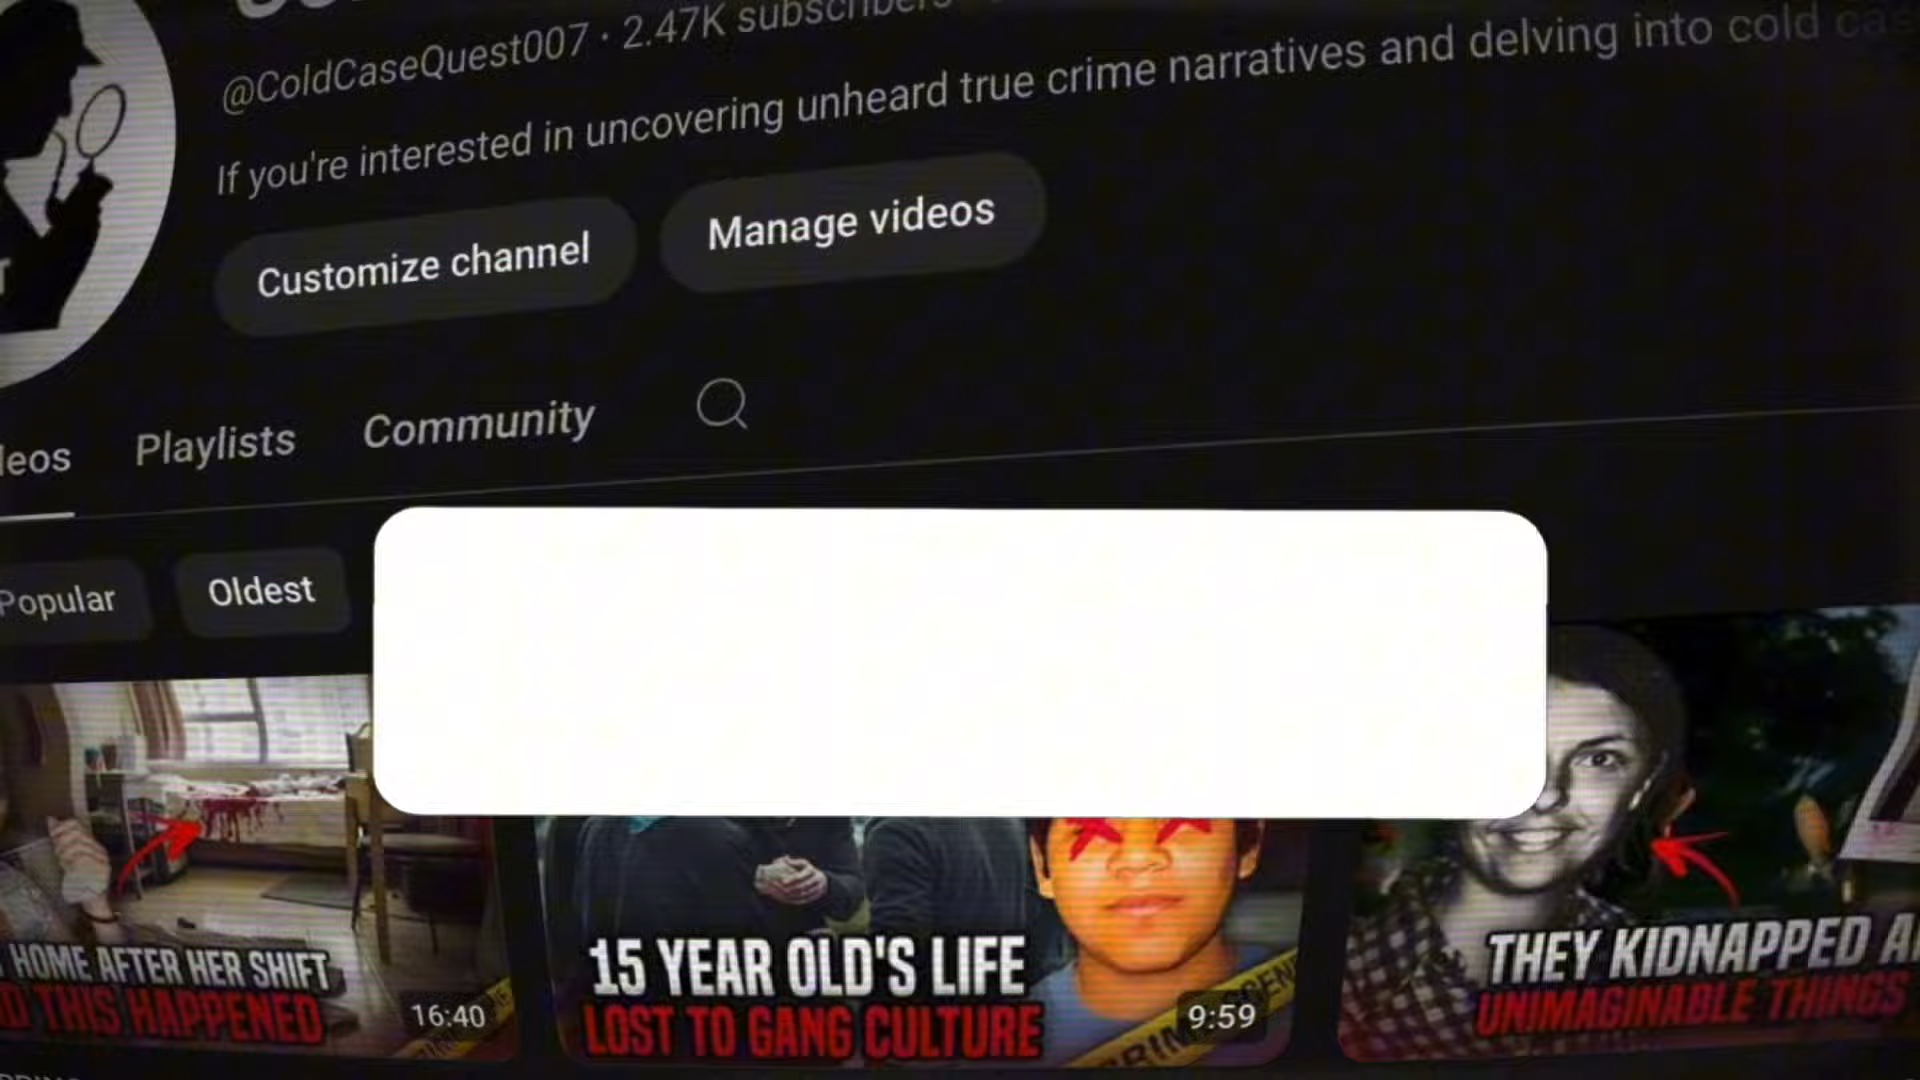 @ColdCaseQuest007 · 2.47K subscribers
If you're interested in uncovering unheard true crime narratives and delving into cold
Customize channel
Manage videos
Playlists
Community
Popular
Oldest
HOME AFTER HER SHIFT
THIS HAPPENED
16:40
15 YEAR OLD'S LIFE
LOST TO GANG CULTURE
9:59
THEY KIDNAPPED
UNIMAGINABLE THINGS